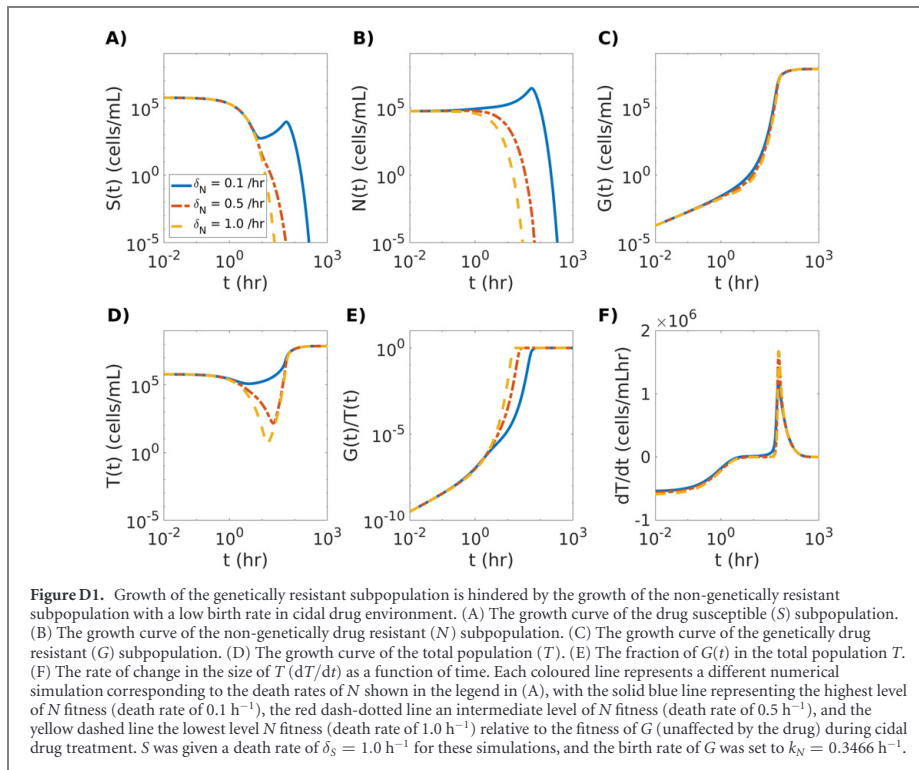 A)
B)
C)
S(t) (cells/mL)
10^5
10^0
10^-5
δ_N = 0.1 /hr
δ_N = 0.5 /hr
δ_N = 1.0 /hr
10^-2
10^0
10^3
t (hr)
N(t) (cells/mL)
10^5
10^0
10^-5
10^-2
10^0
10^3
t (hr)
G(t) (cells/mL)
10^5
10^0
10^-5
10^-2
10^0
10^3
t (hr)
D)
E)
F)
T(t) (cells/mL)
10^5
10^0
10^-5
10^-2
10^0
10^3
t (hr)
G(t)/T(t)
10^0
10^-5
10^-10
10^-2
10^0
10^3
t (hr)
×10^6
dT/dt (cells/mLhr)
2
1
0
-1
10^-2
10^0
10^3
t (hr)
Figure D1. Growth of the genetically resistant subpopulation is hindered by the growth of the non-genetically resistant
subpopulation with a low birth rate in cidal drug environment. (A) The growth curve of the drug susceptible (S) subpopulation.
(B) The growth curve of the non-genetically drug resistant (N) subpopulation. (C) The growth curve of the genetically drug
resistant (G) subpopulation. (D) The growth curve of the total population (T). (E) The fraction of G(t) in the total population T.
(F) The rate of change in the size of T (dT/dt) as a function of time. Each coloured line represents a different numerical
simulation corresponding to the death rates of N shown in the legend in (A), with the solid blue line representing the highest level
of N fitness (death rate of 0.1 h⁻¹), the red dash-dotted line an intermediate level of N fitness (death rate of 0.5 h⁻¹), and the
yellow dashed line the lowest level N fitness (death rate of 1.0 h⁻¹) relative to the fitness of G (unaffected by the drug) during cidal
drug treatment. S was given a death rate of δ_S = 1.0 h⁻¹ for these simulations, and the birth rate of G was set to k_N = 0.3466 h⁻¹.